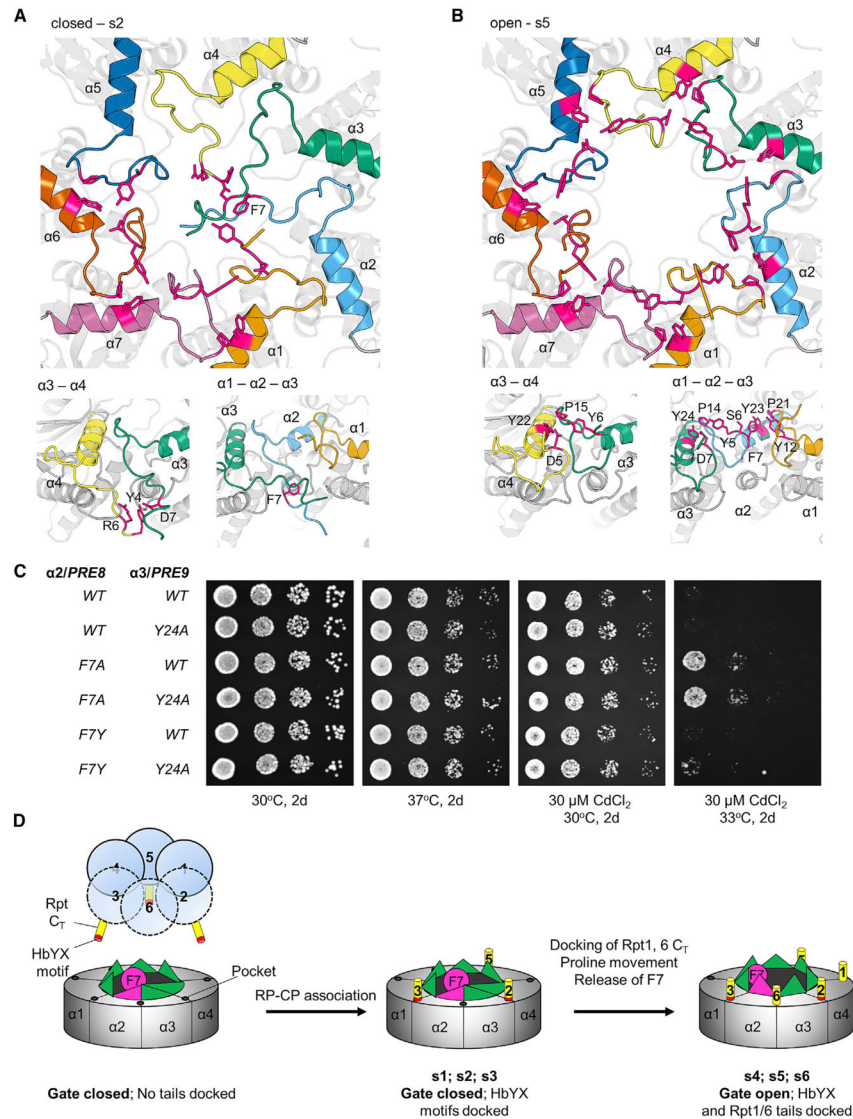 A
closed – s2
α4
α5
α3
F7
α6
α2
α7
α1
α3 – α4
α1 – α2 – α3
α4
α3
Y4
R6
D7
α3
α2
α1
F7
B
open - s5
α4
α5
α3
α6
α2
α7
α1
α3 – α4
α1 – α2 – α3
P15
Y6
Y22
D5
α3
α4
P14 S6 Y23 P21
Y24
Y5
D7
F7
Y12
α3
α2
α1
C
α2/PRE8 α3/PRE9
WT WT
WT Y24A
F7A WT
F7A Y24A
F7Y WT
F7Y Y24A
30°C, 2d
37°C, 2d
30 µM CdCl2
30°C, 2d
30 µM CdCl2
33°C, 2d
D
5
4
3
2
6
Rpt
CT
HbYX
motif
F7
Pocket
α1 α2 α3 α4
Gate closed; No tails docked
RP-CP association
5
3
F7
2
α1 α2 α3 α4
s1; s2; s3
Gate closed; HbYX
motifs docked
Docking of Rpt1, 6 CT
Proline movement
Release of F7
5
1
3
F7
6
2
α1 α2 α3 α4
s4; s5; s6
Gate open; HbYX
and Rpt1/6 tails docked